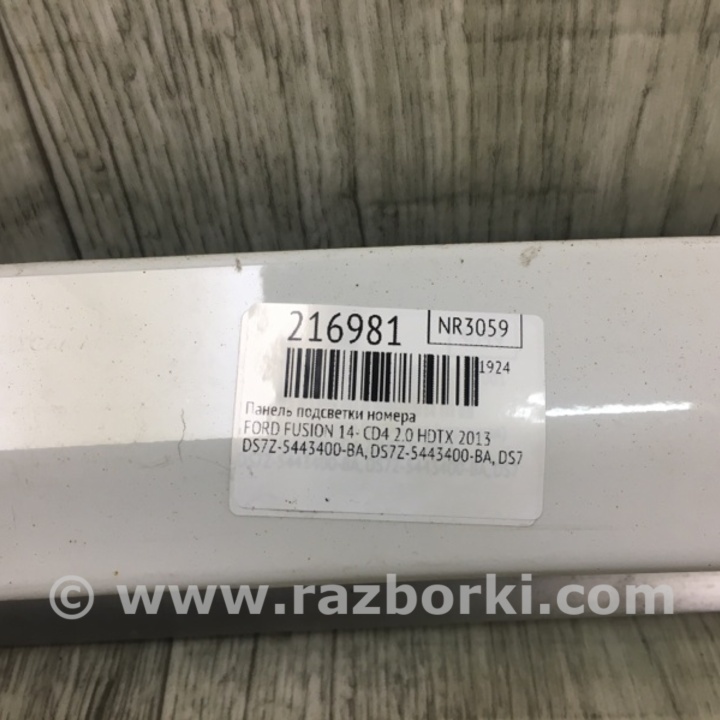 216981 NR3059
1924
Панель подсветки номера
FORD FUSION 14- CD4 2.0 HDTX 2013
DS7Z-5443400-BA, DS7Z-5443400-BA, DS7
© www.razborki.com